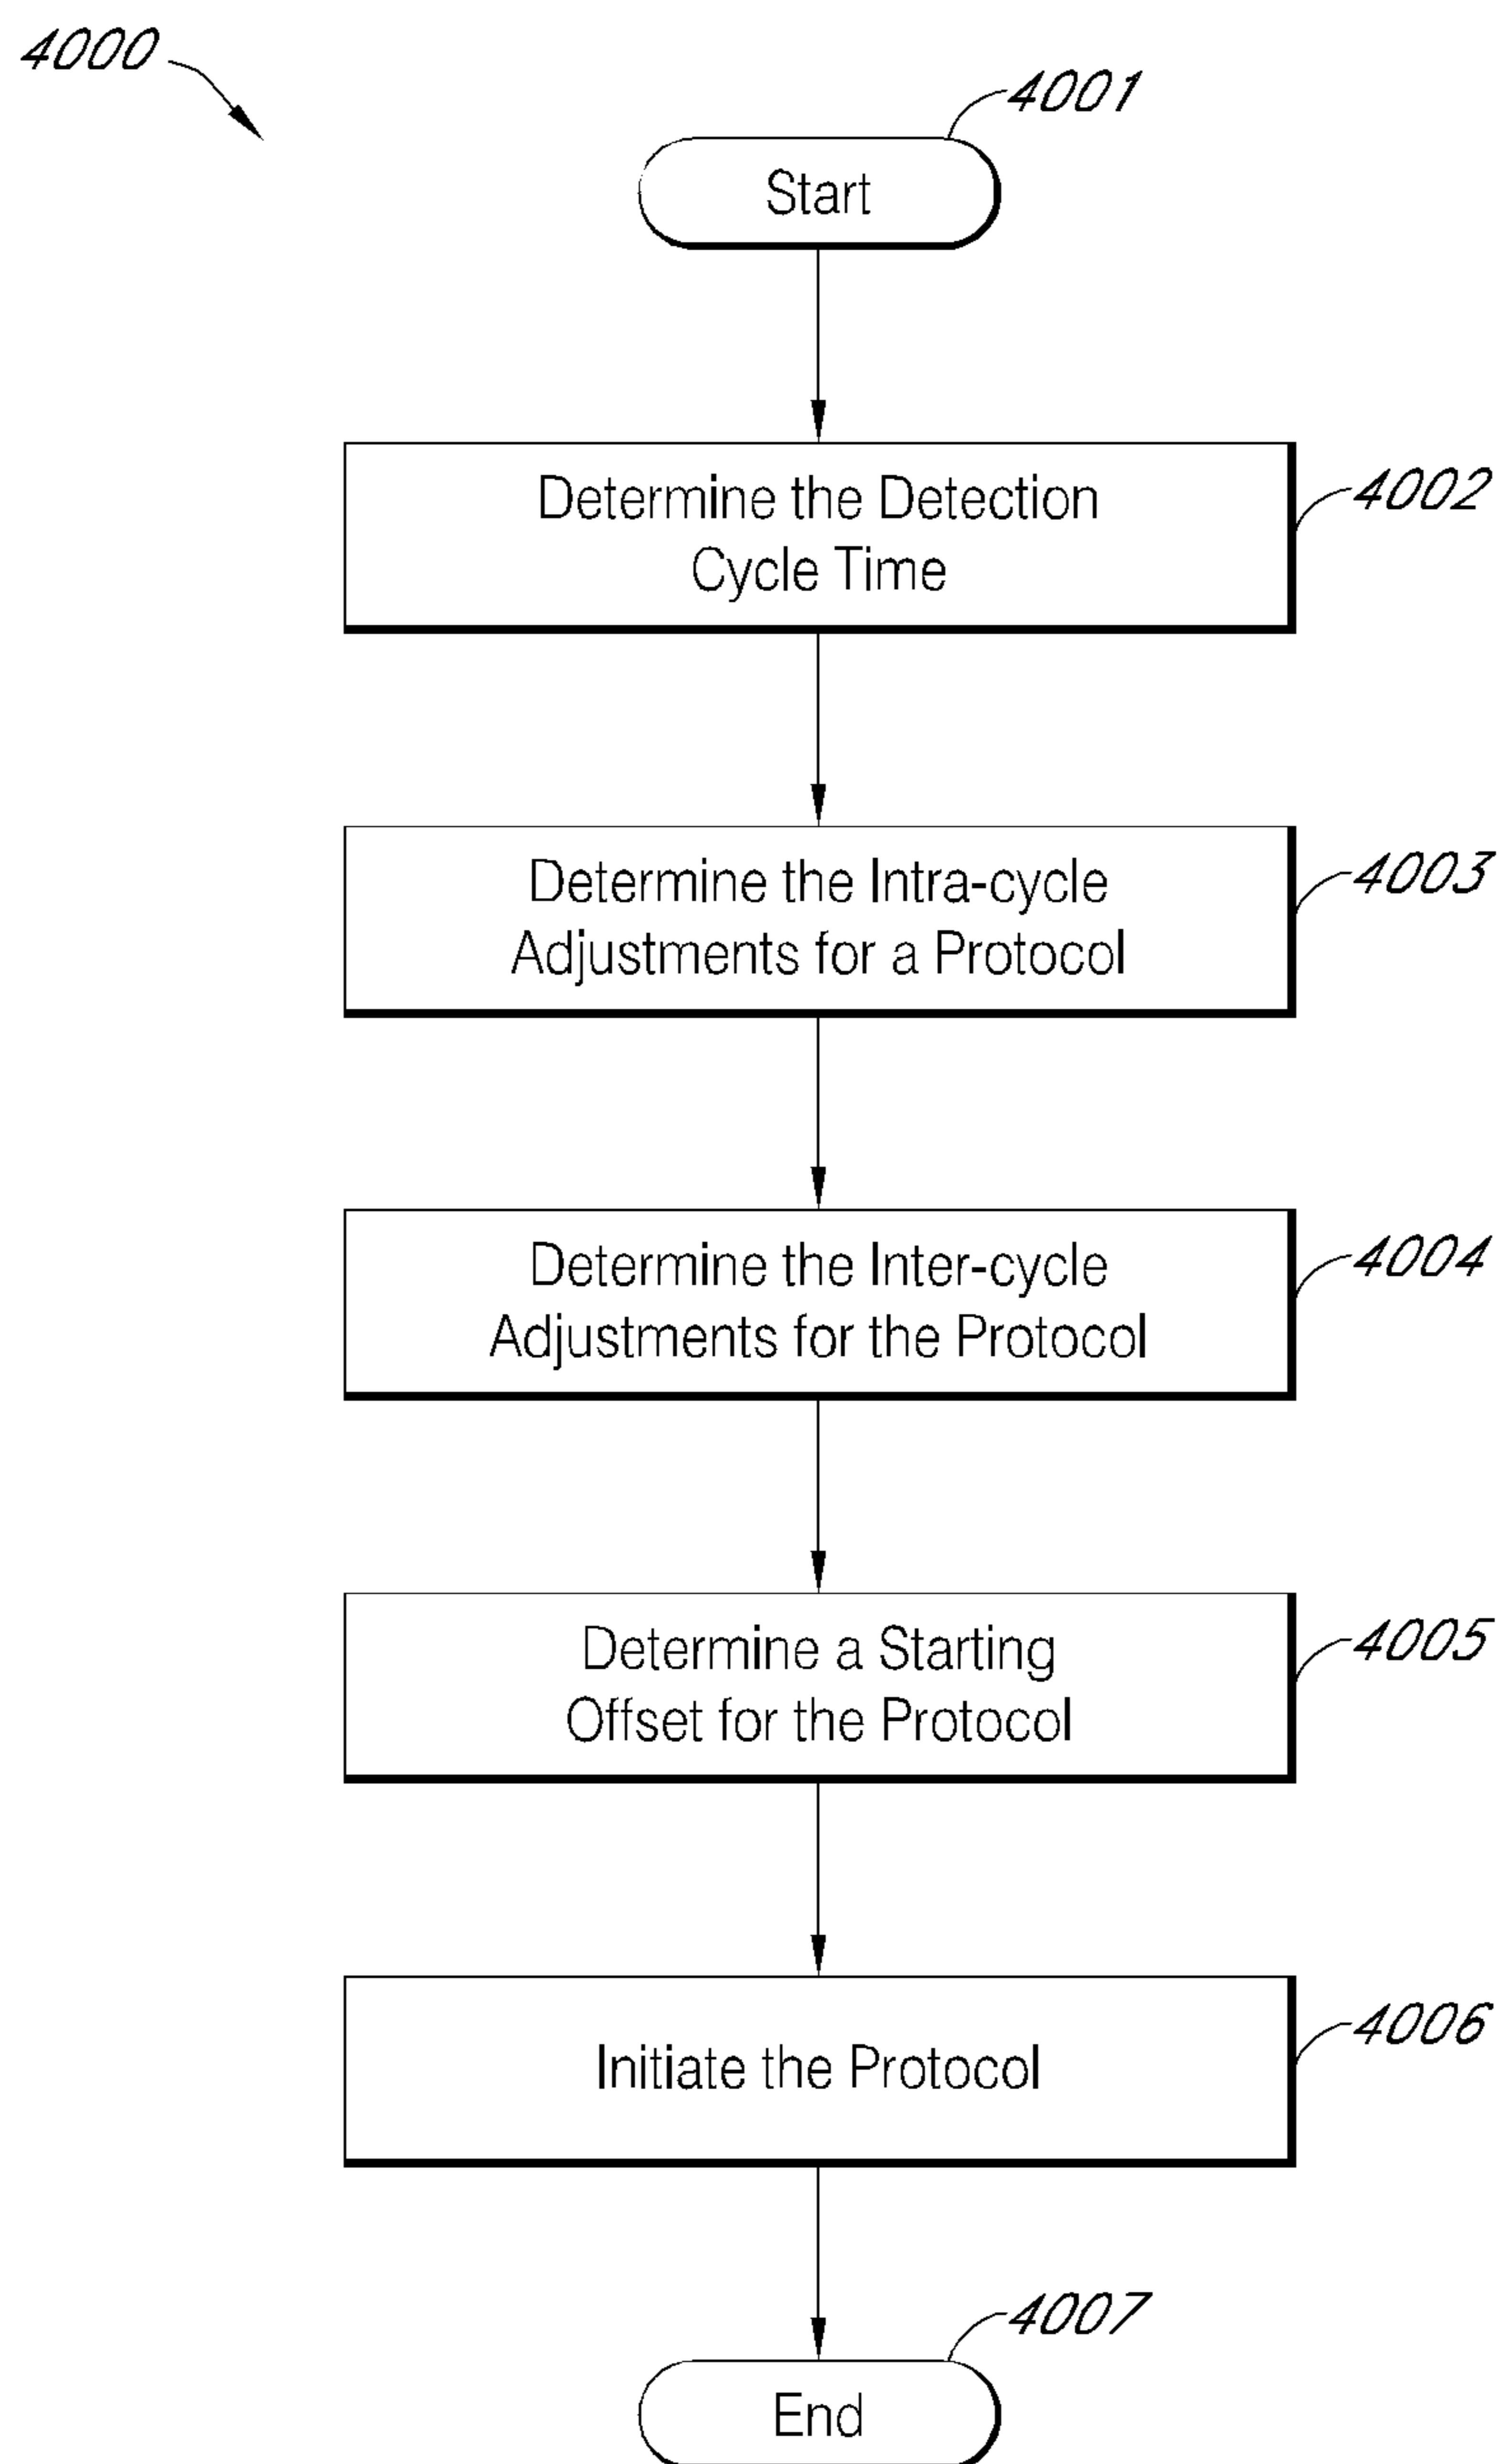 4000
4001
Start
Determine the Detection
Cycle Time
4002
Determine the Intra-cycle
Adjustments for a Protocol
4003
Determine the Inter-cycle
Adjustments for the Protocol
4004
Determine a Starting
Offset for the Protocol
4005
Initiate the Protocol
4006
4007
End